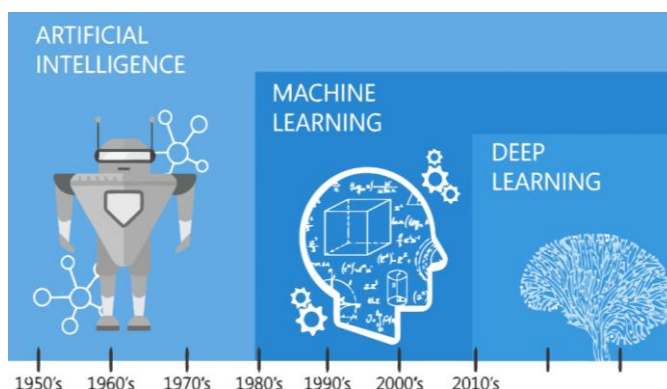 ARTIFICIAL
INTELLIGENCE
MACHINE
LEARNING
DEEP
LEARNING
1950's 1960's 1970's 1980's 1990's 2000's 2010's